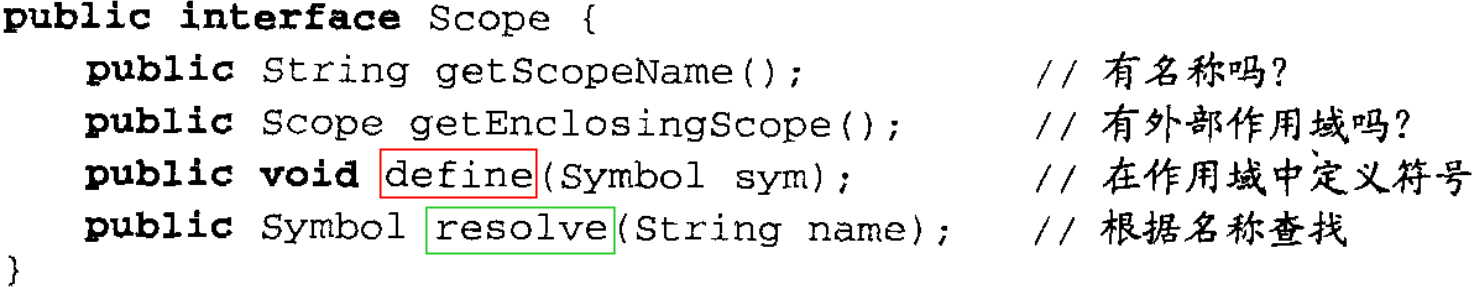 public interface Scope {
public String getScopeName(); // 有名称吗?
public Scope getEnclosingScope(); // 有外部作用域吗?
public void define(Symbol sym); // 在作用域中定义符号
public Symbol resolve(String name); // 根据名称查找
}